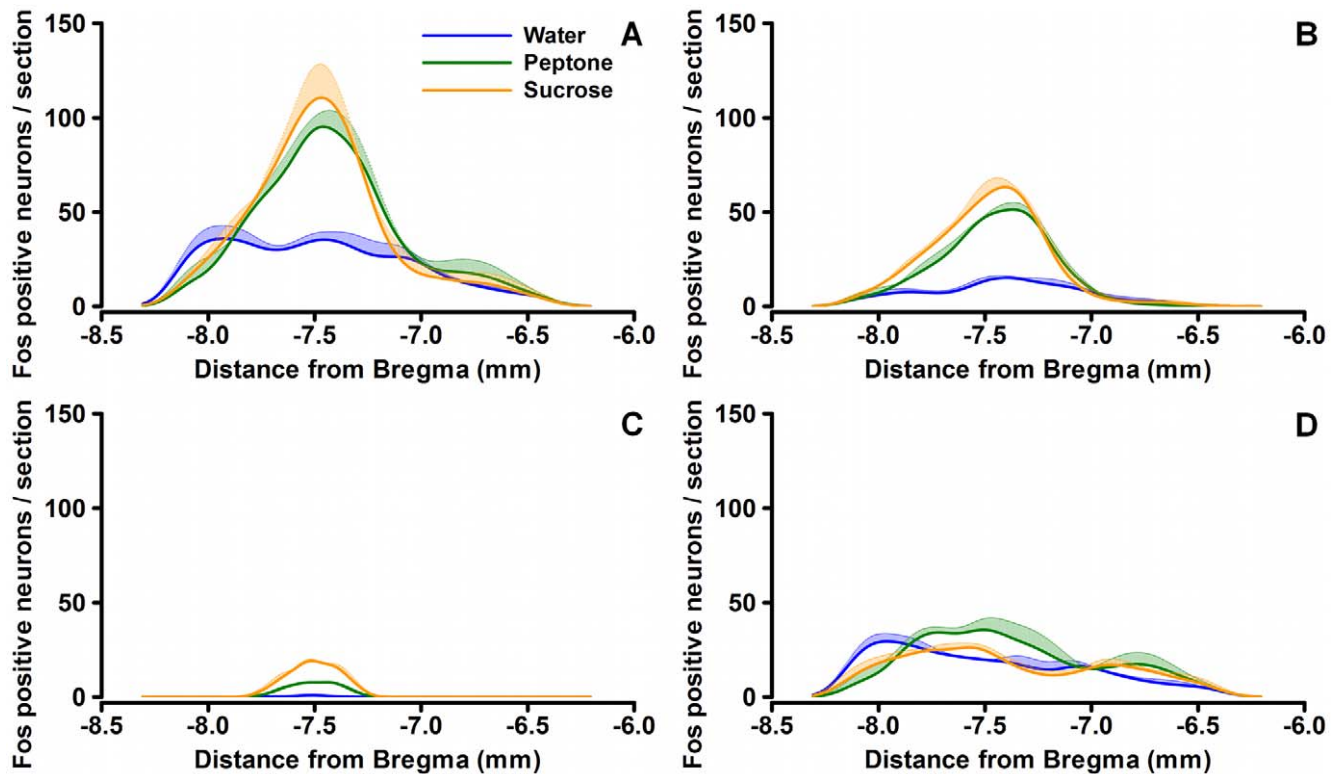 Fos positive neurons / section
150
100
50
0
Water
Peptone
Sucrose
A
-8.5 -8.0 -7.5 -7.0 -6.5 -6.0
Distance from Bregma (mm)
Fos positive neurons / section
150
100
50
0
B
-8.5 -8.0 -7.5 -7.0 -6.5 -6.0
Distance from Bregma (mm)
Fos positive neurons / section
150
100
50
0
C
-8.5 -8.0 -7.5 -7.0 -6.5 -6.0
Distance from Bregma (mm)
Fos positive neurons / section
150
100
50
0
D
-8.5 -8.0 -7.5 -7.0 -6.5 -6.0
Distance from Bregma (mm)